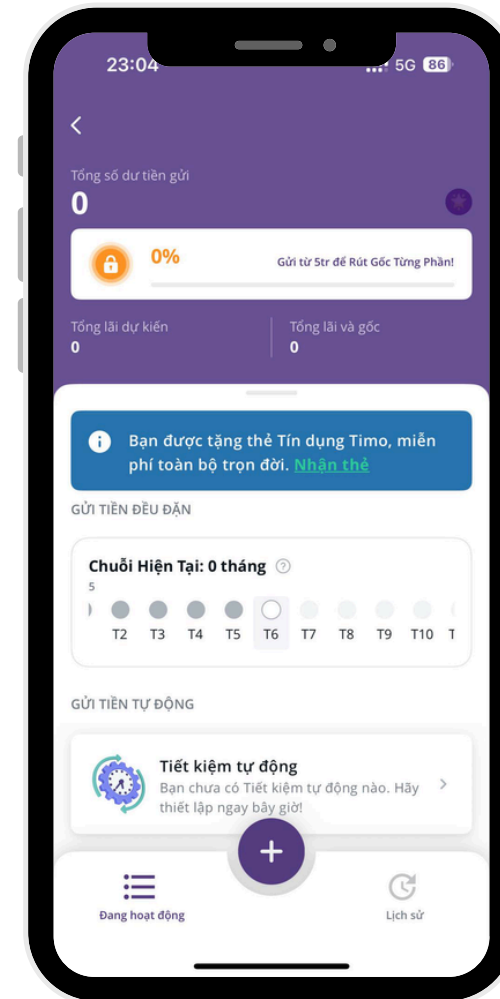 23:04 5G 86
Tổng số dư tiền gửi
0
0% Gửi từ 5tr để Rút Gốc Từng Phần!
Tổng lãi dự kiến Tổng lãi và gốc
0 0
Bạn được tặng thẻ Tín dụng Timo, miễn
phí toàn bộ trọn đời. Nhận thẻ
GỬI TIỀN ĐỀU ĐẶN
Chuỗi Hiện Tại: 0 tháng
5
T2 T3 T4 T5 T6 T7 T8 T9 T10 T
GỬI TIỀN TỰ ĐỘNG
Tiết kiệm tự động
Bạn chưa có Tiết kiệm tự động nào. Hãy
thiết lập ngay bây giờ!
Đang hoạt động Lịch sử